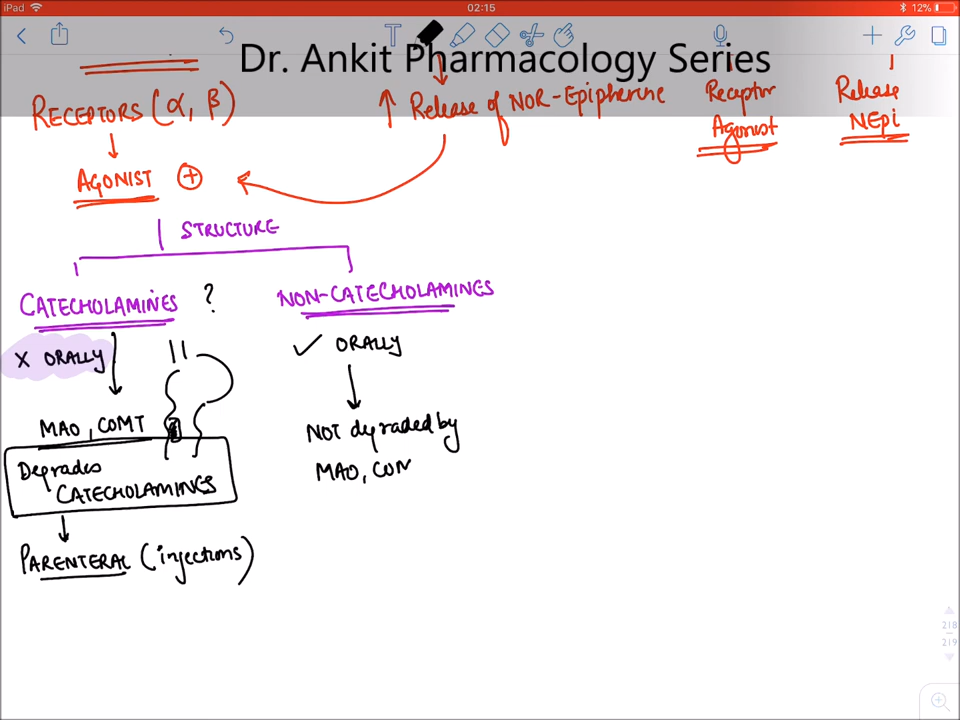 iPad 02:15 12%
Dr. Ankit Pharmacology Series
RECEPTORS (α, β)
↑ Release of NOR-Epipherine
Receptor
Agonist
Release
NEpi
AGONIST +
STRUCTURE
CATECHOLAMINES ?
NON-CATECHOLAMINES
X ORALLY
✓ ORALLY
MAO, COMT
Degrades
CATECHOLAMINES
NOT degraded by
MAO, COM
PARENTERAL (injections)
218
219